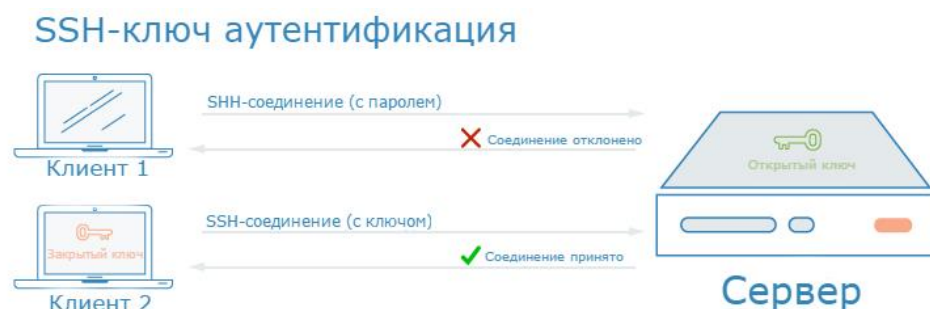 SSH-ключ аутентификация
SHH-соединение (с паролем)
Соединение отклонено
Клиент 1
Открытый ключ
SSH-соединение (с ключом)
Закрытый ключ
Соединение принято
Клиент 2
Сервер